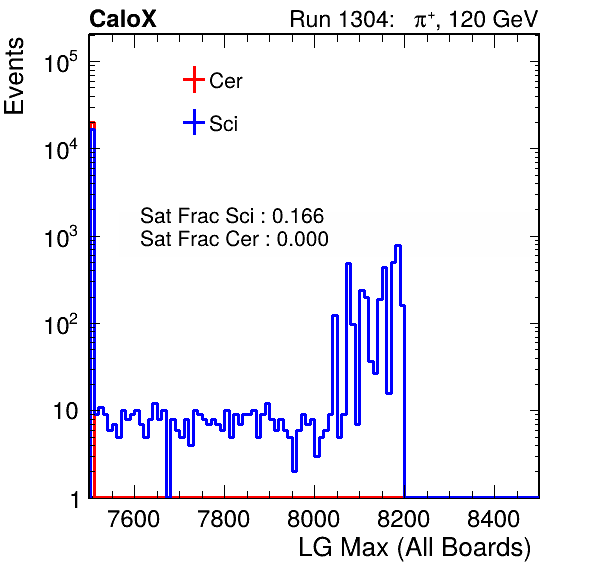 CaloX Run 1304: π⁺, 120 GeV
Events
Cer
Sci
Sat Frac Sci : 0.166
Sat Frac Cer : 0.000
10⁵
10⁴
10³
10²
10
1
7600 7800 8000 8200 8400
LG Max (All Boards)